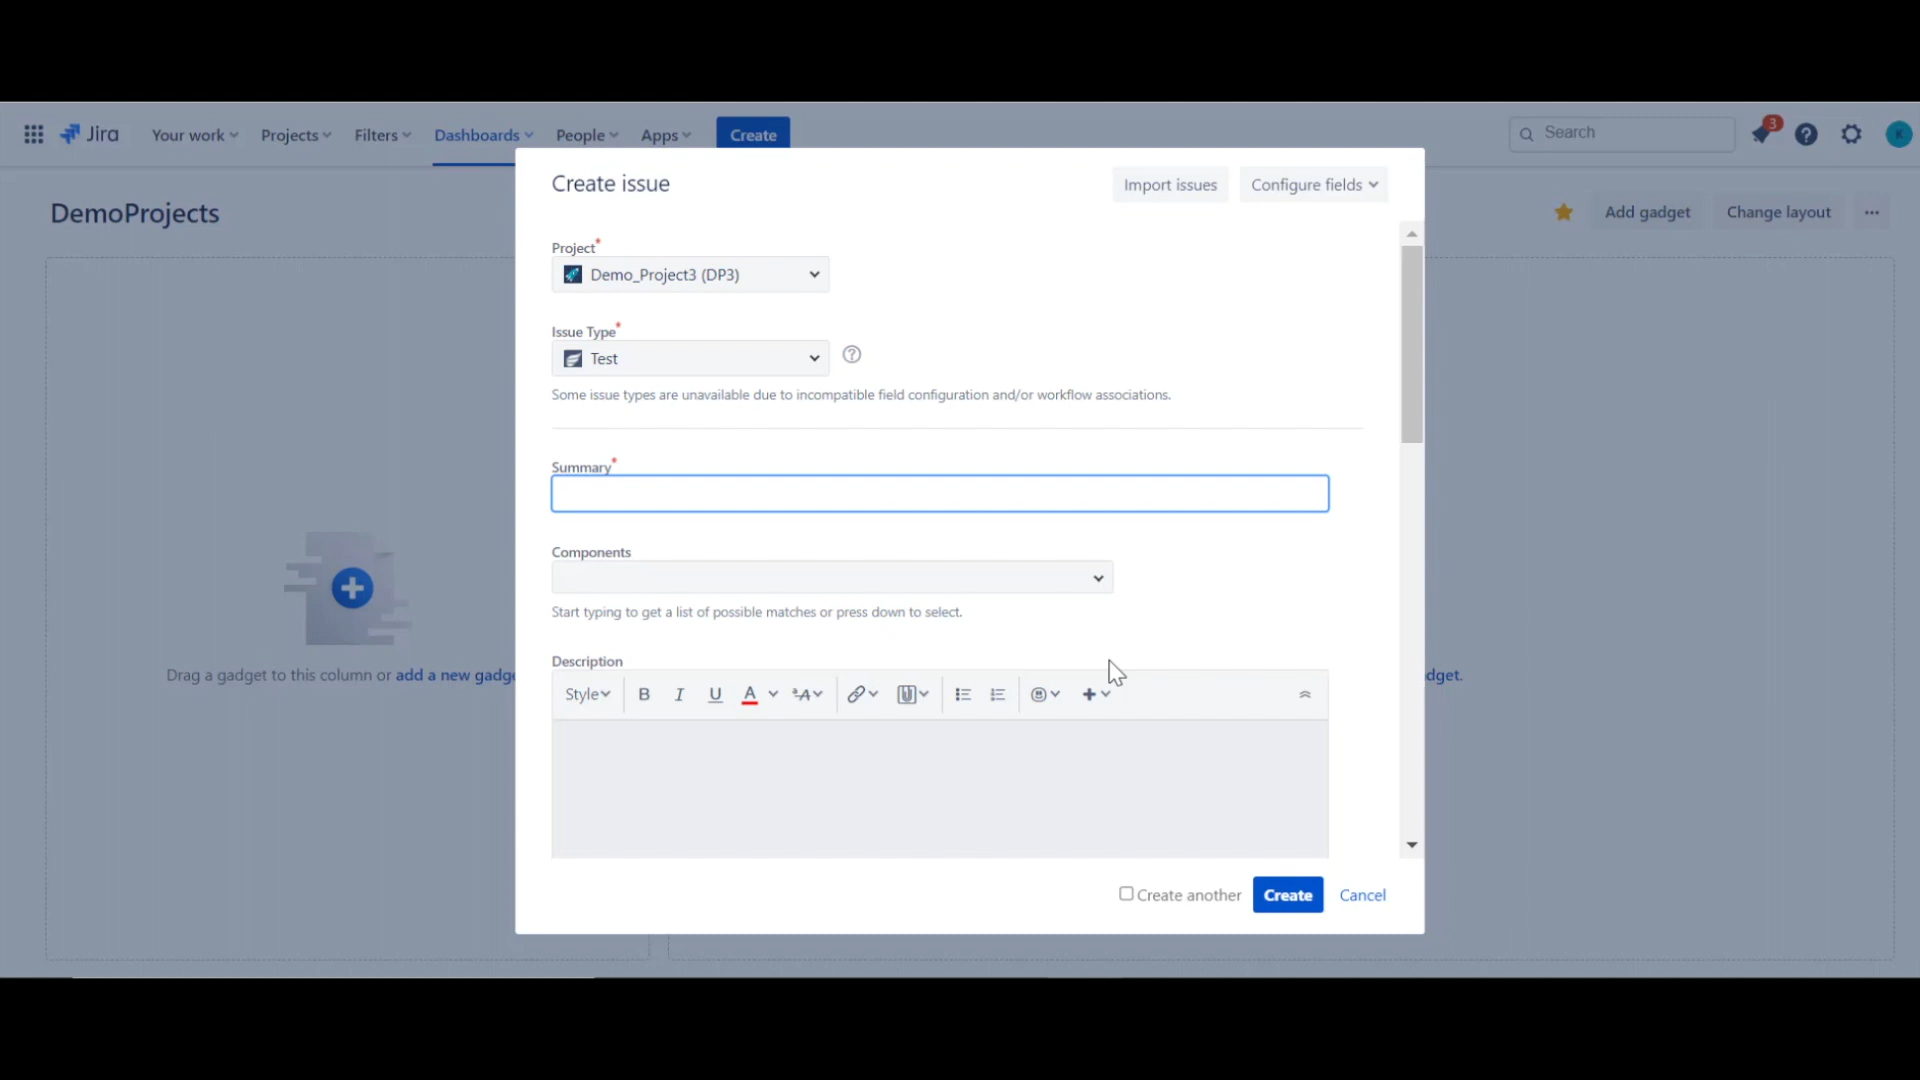 Jira
Your work
Projects
Filters
Dashboards
People
Apps
Create
Search
3
K
DemoProjects
Add gadget
Change layout
Create issue
Import issues
Configure fields
Project*
Demo_Project3 (DP3)
Issue Type*
Test
Some issue types are unavailable due to incompatible field configuration and/or workflow associations.
Summary*
Components
Start typing to get a list of possible matches or press down to select.
Description
Style
B I U A A
Drag a gadget to this column or add a new gadge
dget.
Create another
Create
Cancel